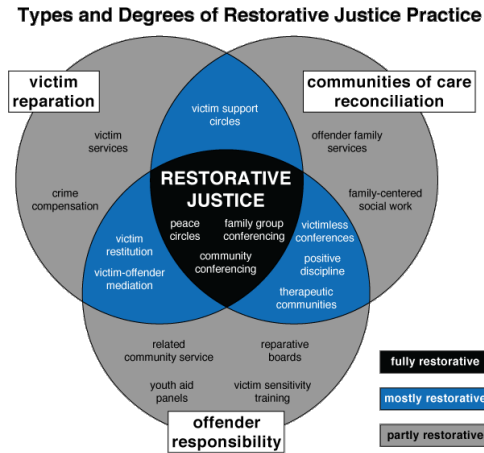 Types and Degrees of Restorative Justice Practice
victim
reparation
communities of care
reconciliation
victim support
circles
victim
services
offender family
services
crime
compensation
family-centered
social work
RESTORATIVE
JUSTICE
peace
circles
family group
conferencing
community
conferencing
victim
restitution
victim-offender
mediation
victimless
conferences
positive
discipline
therapeutic
communities
related
community service
reparative
boards
youth aid
panels
victim sensitivity
training
offender
responsibility
fully restorative
mostly restorative
partly restorative